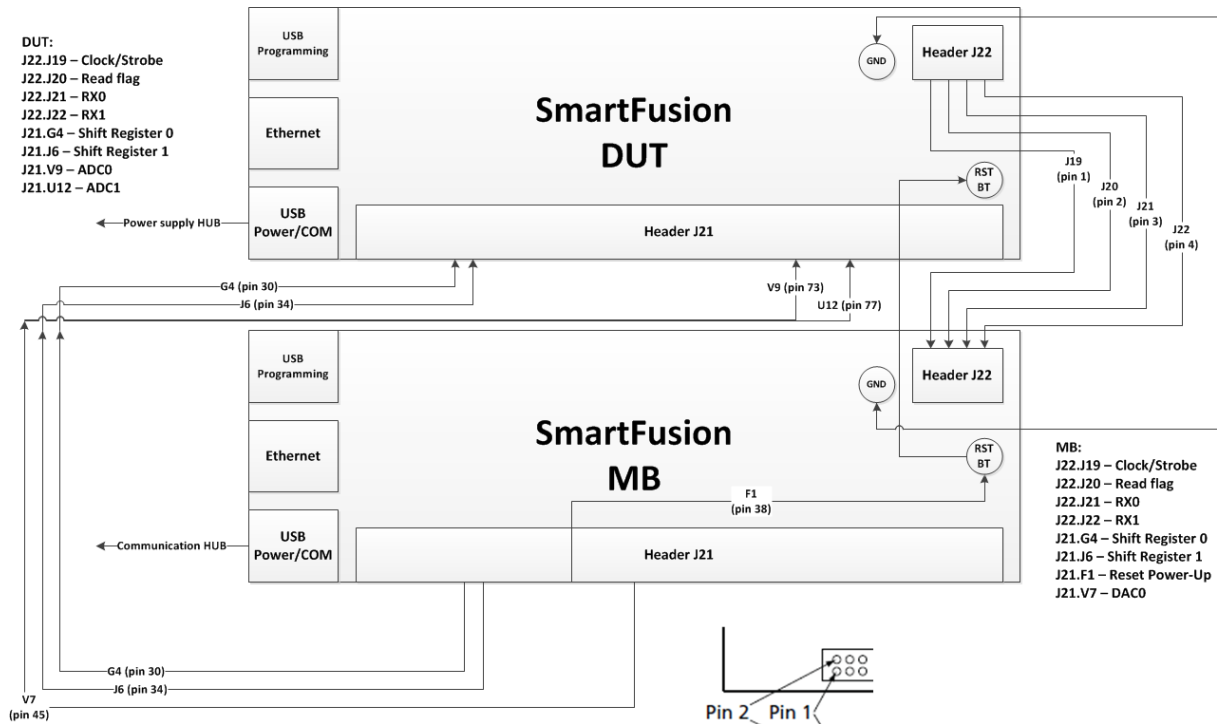 DUT:
J22.J19 – Clock/Strobe
J22.J20 – Read flag
J22.J21 – RX0
J22.J22 – RX1
J21.G4 – Shift Register 0
J21.J6 – Shift Register 1
J21.V9 – ADC0
J21.U12 – ADC1
USB
Programming
Ethernet
USB
Power/COM
Power supply HUB
SmartFusion
DUT
GND
Header J22
RST
BT
Header J21
J19
(pin 1)
J20
(pin 2)
J21
(pin 3)
J22
(pin 4)
G4 (pin 30)
J6 (pin 34)
V9 (pin 73)
U12 (pin 77)
USB
Programming
Ethernet
USB
Power/COM
Communication HUB
SmartFusion
MB
GND
Header J22
RST
BT
F1
(pin 38)
Header J21
MB:
J22.J19 – Clock/Strobe
J22.J20 – Read flag
J22.J21 – RX0
J22.J22 – RX1
J21.G4 – Shift Register 0
J21.J6 – Shift Register 1
J21.F1 – Reset Power-Up
J21.V7 – DAC0
G4 (pin 30)
J6 (pin 34)
V7
(pin 45)
Pin 2 Pin 1